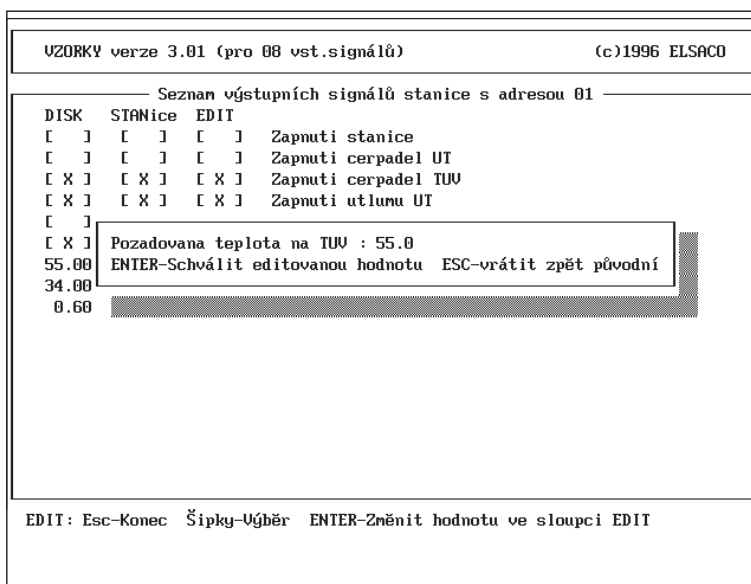 VZORKY verze 3.01 (pro 08 vst.signálů) (c)1996 ELSACO
Seznam výstupních signálů stanice s adresou 01
DISK STANice EDIT
[ ] [ ] [ ] Zapnuti stanice
[ ] [ ] [ ] Zapnuti cerpadel UT
[ X ] [ X ] [ X ] Zapnuti cerpadel TUV
[ X ] [ X ] [ X ] Zapnuti utlumu UT
[ ]
[ X ] Pozadovana teplota na TUV : 55.0
55.00 ENTER-Schválit editovanou hodnotu ESC-vrátit zpět původní
34.00
0.60
EDIT: Esc-Konec Šipky-Výběr ENTER-Změnit hodnotu ve sloupci EDIT